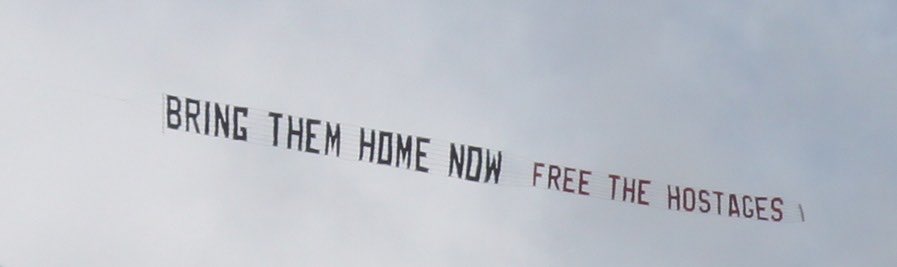 BRING THEM HOME NOW FREE THE HOSTAGES